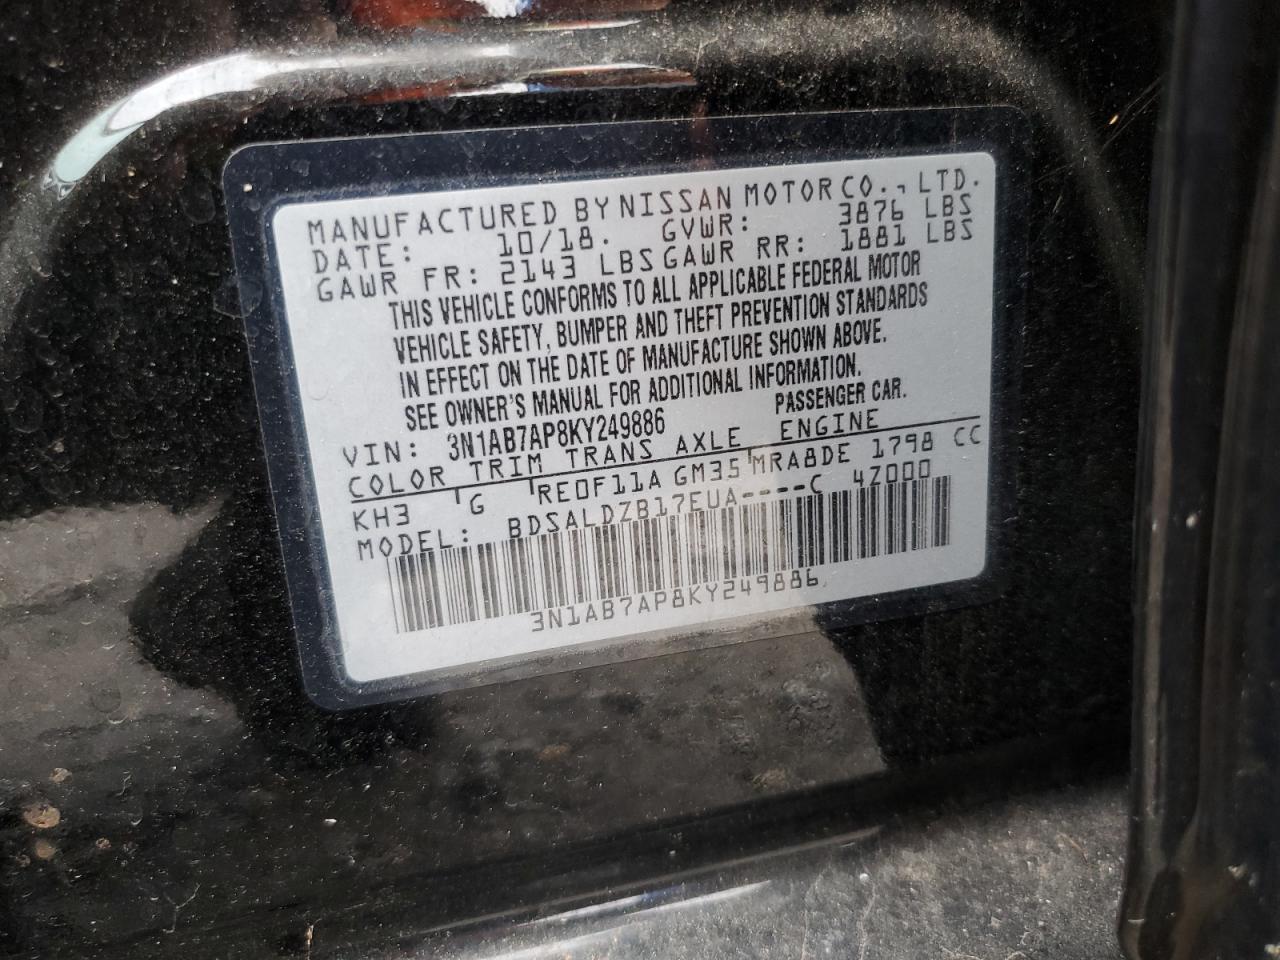 MANUFACTURED BY NISSAN MOTOR CO., LTD.
DATE: 10/18. GVWR: 3876 LBS
GAWR FR: 2143 LBS GAWR RR: 1881 LBS
THIS VEHICLE CONFORMS TO ALL APPLICABLE FEDERAL MOTOR
VEHICLE SAFETY, BUMPER AND THEFT PREVENTION STANDARDS
IN EFFECT ON THE DATE OF MANUFACTURE SHOWN ABOVE.
SEE OWNER'S MANUAL FOR ADDITIONAL INFORMATION.
VIN: 3N1AB7AP8KY249886 PASSENGER CAR.
COLOR TRIM TRANS AXLE ENGINE
KH3 G RE0F11A GM35 MRA8DE 1798 CC
MODEL: BDSALDZB17EUA----C 4Z000
3N1AB7AP8KY249886